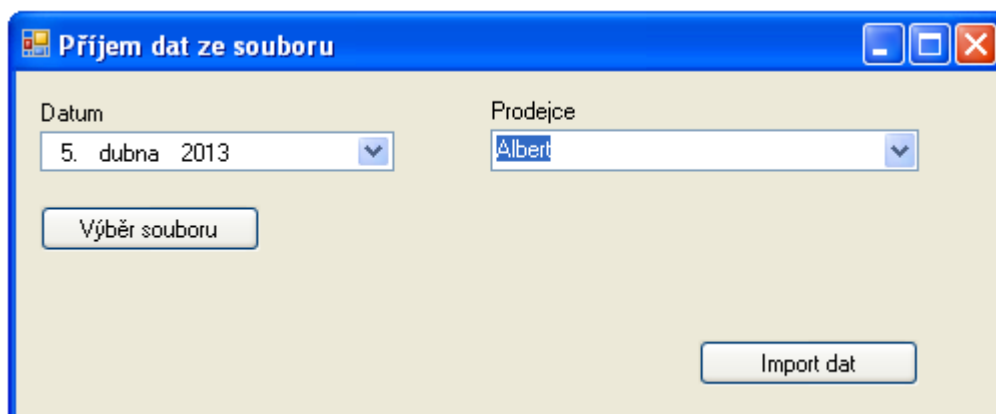 Příjem dat ze souboru
Datum
Prodejce
5. dubna 2013
Albert
Výběr souboru
Import dat